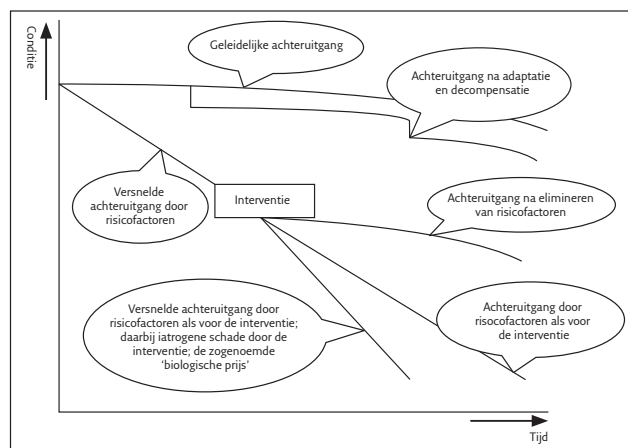 Conditie
Geleidelijke achteruitgang
Achteruitgang na adaptatie
en decompensatie
Versnelde
achteruitgang door
risicofactoren
Interventie
Achteruitgang na elimineren
van risicofactoren
Versnelde achteruitgang door
risicofactoren als voor de interventie;
daarbij iatrogene schade door de
interventie; de zogenoemde
‘biologische prijs’
Achteruitgang door
risocofactoren als voor
de interventie
Tijd